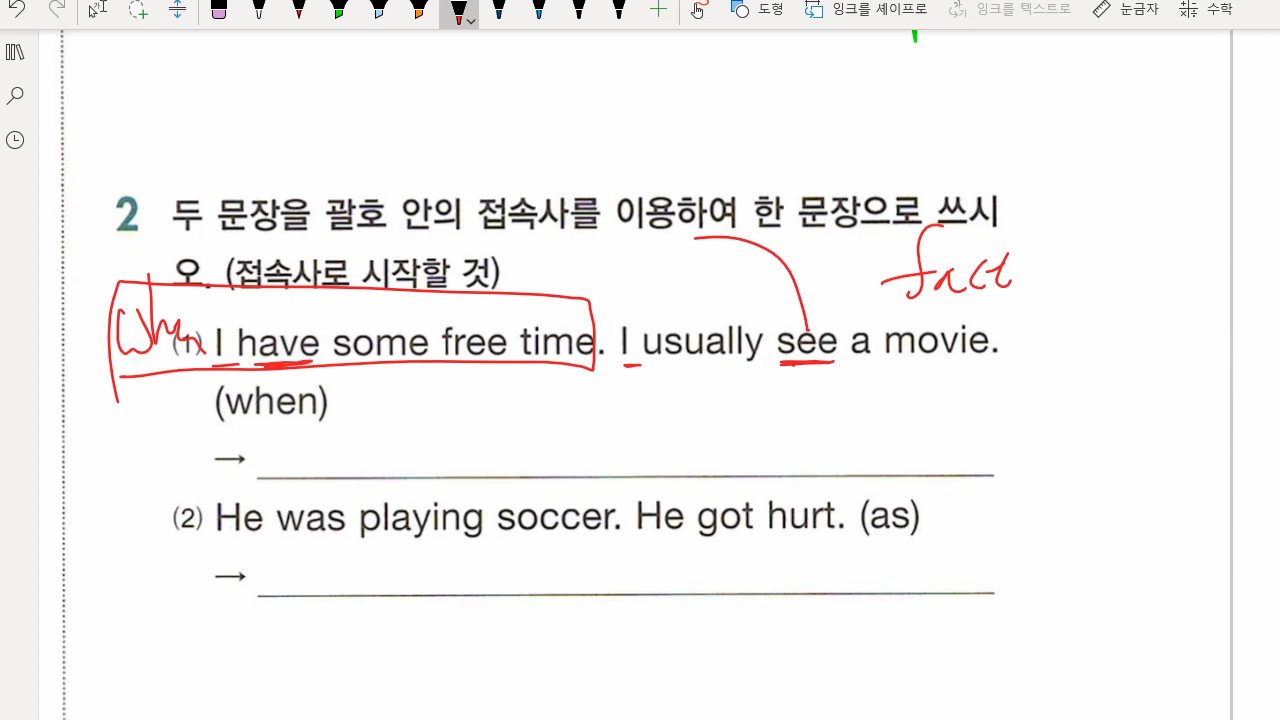 도형 잉크를 셰이프로 잉크를 텍스트로 눈금자 수학
2 두 문장을 괄호 안의 접속사를 이용하여 한 문장으로 쓰시
오. (접속사로 시작할 것)
fact
When
(1) I have some free time. I usually see a movie.
(when)
→
(2) He was playing soccer. He got hurt. (as)
→